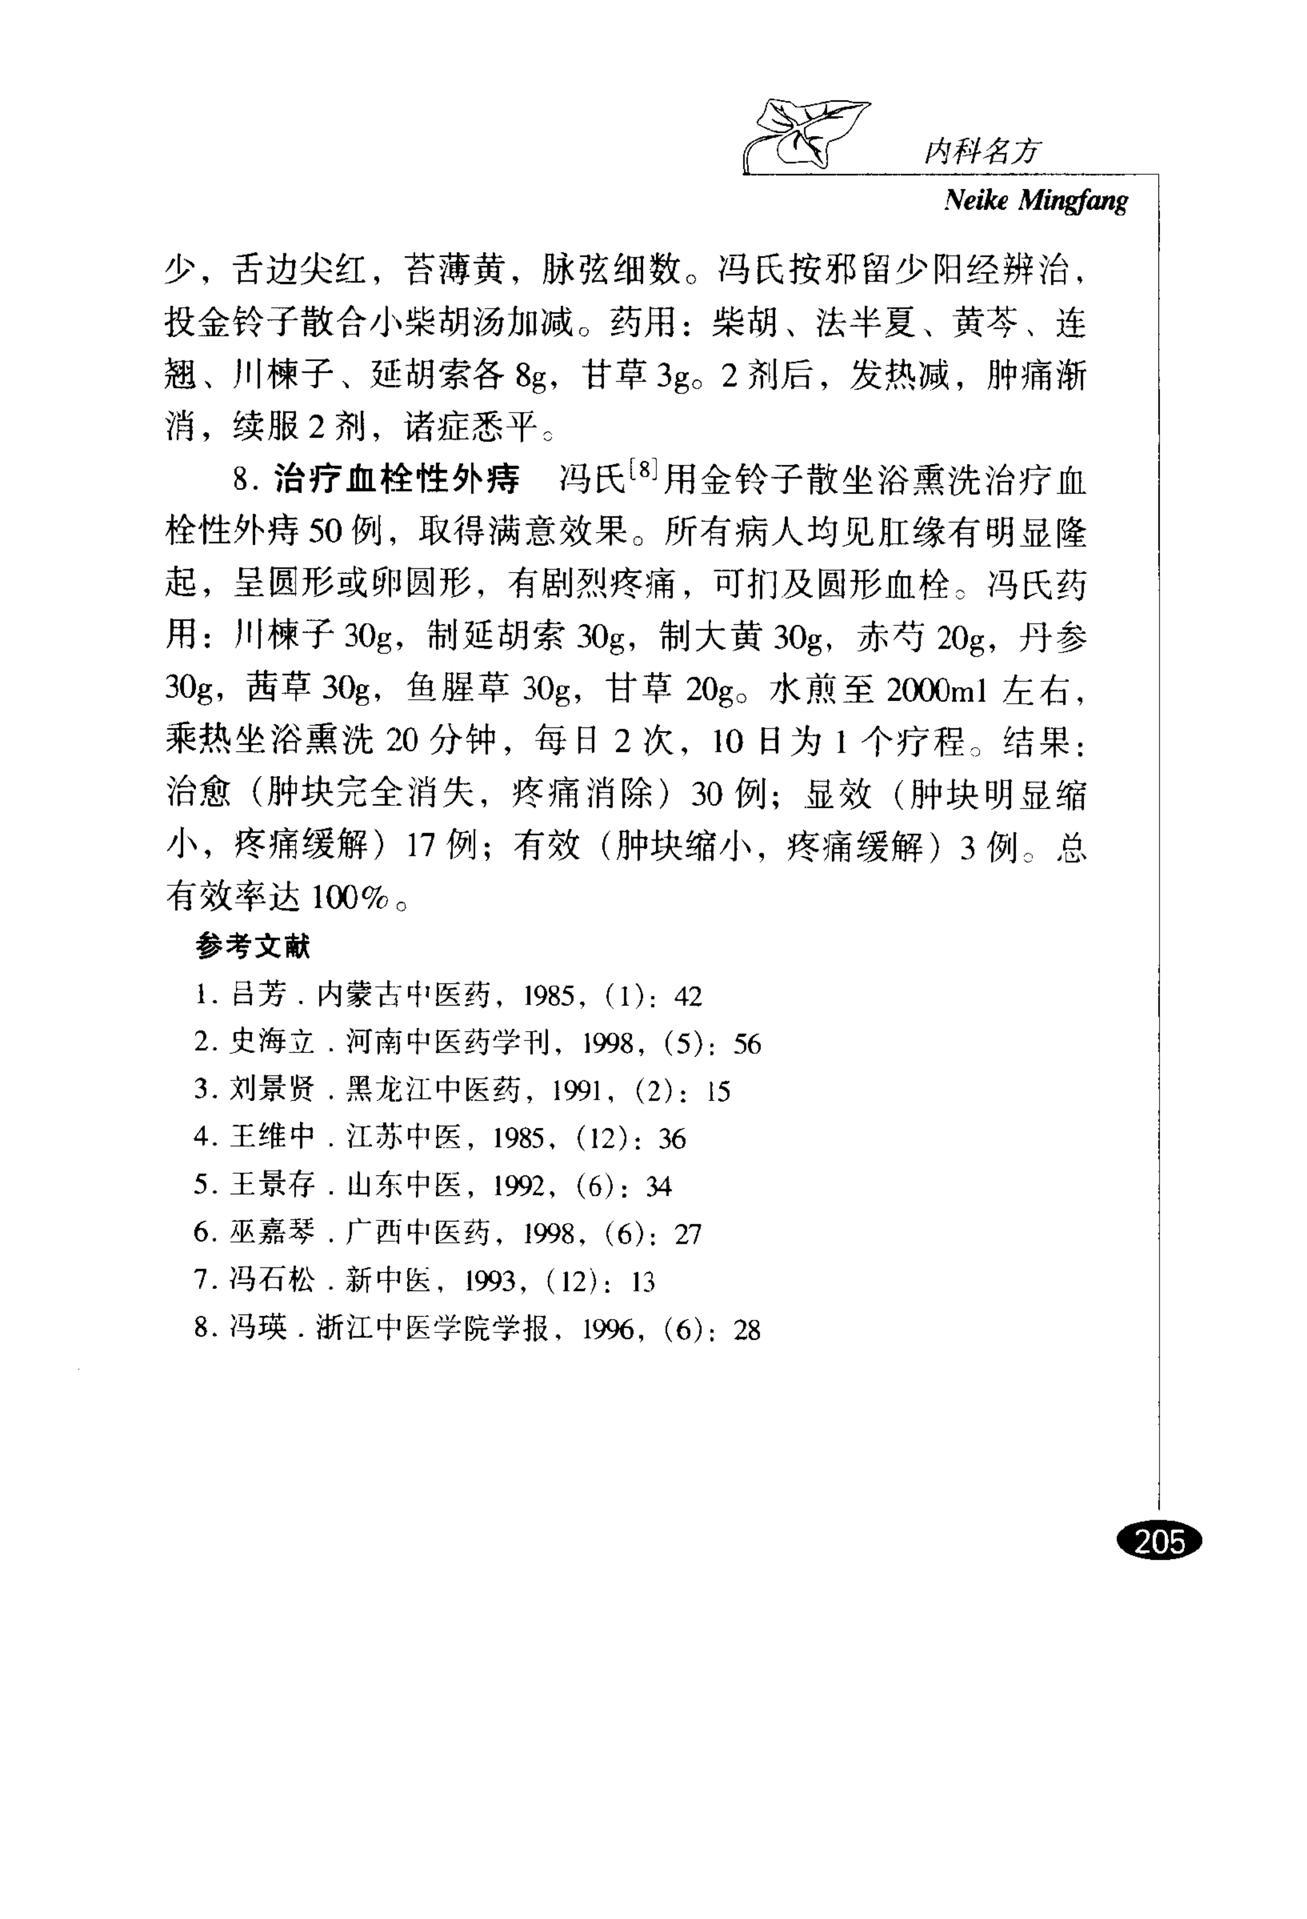 内科名方
Neike Mingfang
少，舌边尖红，苔薄黄，脉弦细数。冯氏按邪留少阳经辨治，
投金铃子散合小柴胡汤加减。药用：柴胡、法半夏、黄芩、连
翘、川楝子、延胡索各 8g，甘草 3g。2 剂后，发热减，肿痛渐
消，续服 2 剂，诸症悉平。
8. 治疗血栓性外痔 冯氏[8]用金铃子散坐浴熏洗治疗血
栓性外痔 50 例，取得满意效果。所有病人均见肛缘有明显隆
起，呈圆形或卵圆形，有剧烈疼痛，可扪及圆形血栓。冯氏药
用：川楝子 30g，制延胡索 30g，制大黄 30g，赤芍 20g，丹参
30g，茜草 30g，鱼腥草 30g，甘草 20g。水煎至 2000ml 左右，
乘热坐浴熏洗 20 分钟，每日 2 次，10 日为 1 个疗程。结果：
治愈（肿块完全消失，疼痛消除）30 例；显效（肿块明显缩
小，疼痛缓解）17 例；有效（肿块缩小，疼痛缓解）3 例。总
有效率达 100%。
参考文献
1. 吕芳．内蒙古中医药，1985，(1)：42
2. 史海立．河南中医药学刊，1998，(5)：56
3. 刘景贤．黑龙江中医药，1991，(2)：15
4. 王维中．江苏中医，1985，(12)：36
5. 王景存．山东中医，1992，(6)：34
6. 巫嘉琴．广西中医药，1998，(6)：27
7. 冯石松．新中医，1993，(12)：13
8. 冯瑛．浙江中医学院学报，1996，(6)：28
205